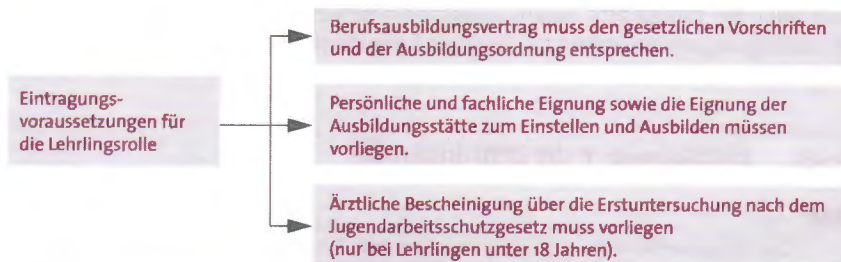 Eintragungs-
voraussetzungen für
die Lehrlingsrolle
Berufsausbildungsvertrag muss den gesetzlichen Vorschriften
und der Ausbildungsordnung entsprechen.
Persönliche und fachliche Eignung sowie die Eignung der
Ausbildungsstätte zum Einstellen und Ausbilden müssen
vorliegen.
Ärztliche Bescheinigung über die Erstuntersuchung nach dem
Jugendarbeitsschutzgesetz muss vorliegen
(nur bei Lehrlingen unter 18 Jahren).